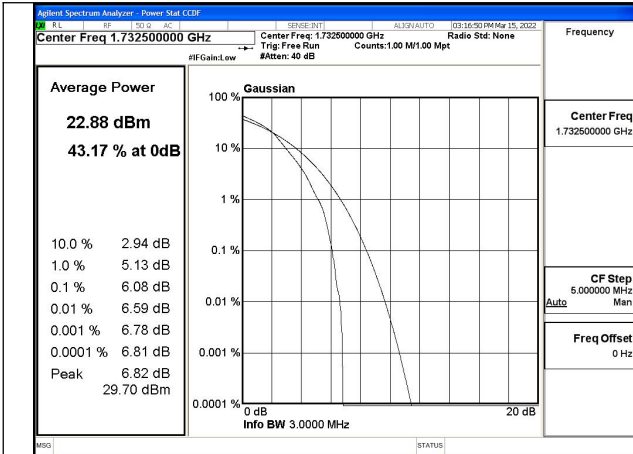 Agilent Spectrum Analyzer - Power Stat CCDF
RL RF 50 Ω AC SENSE:INT ALIGNAUTO 03:16:50 PM Mar 15, 2022
Center Freq 1.732500000 GHz
Center Freq: 1.732500000 GHz Radio Std: None
Trig: Free Run Counts:1.00 M/1.00 Mpt
#IFGain:Low #Atten: 40 dB
Frequency
Average Power
22.88 dBm
43.17 % at 0dB
10.0 % 2.94 dB
1.0 % 5.13 dB
0.1 % 6.08 dB
0.01 % 6.59 dB
0.001 % 6.78 dB
0.0001 % 6.81 dB
Peak 6.82 dB
29.70 dBm
Gaussian
100 %
10 %
1 %
0.1 %
0.01 %
0.001 %
0.0001 %
0 dB 20 dB
Info BW 3.0000 MHz
Center Freq
1.732500000 GHz
CF Step
5.000000 MHz
Auto Man
Freq Offset
0 Hz
MSG STATUS